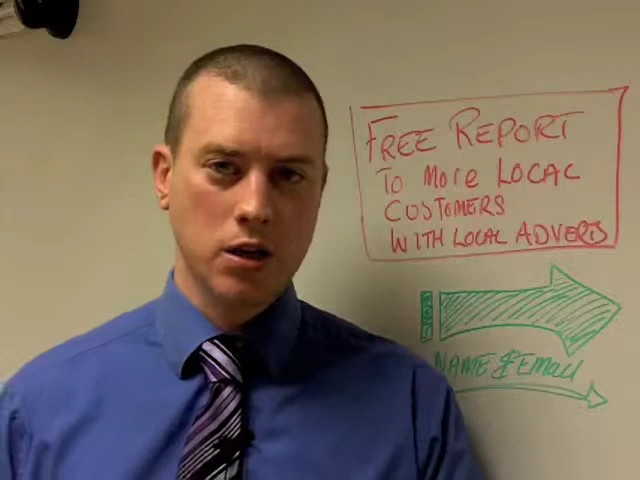 FREE REPORT
To More LOCAL
CUSTOMERS
WITH LOCAL ADVERTS
NAME & EMAIL